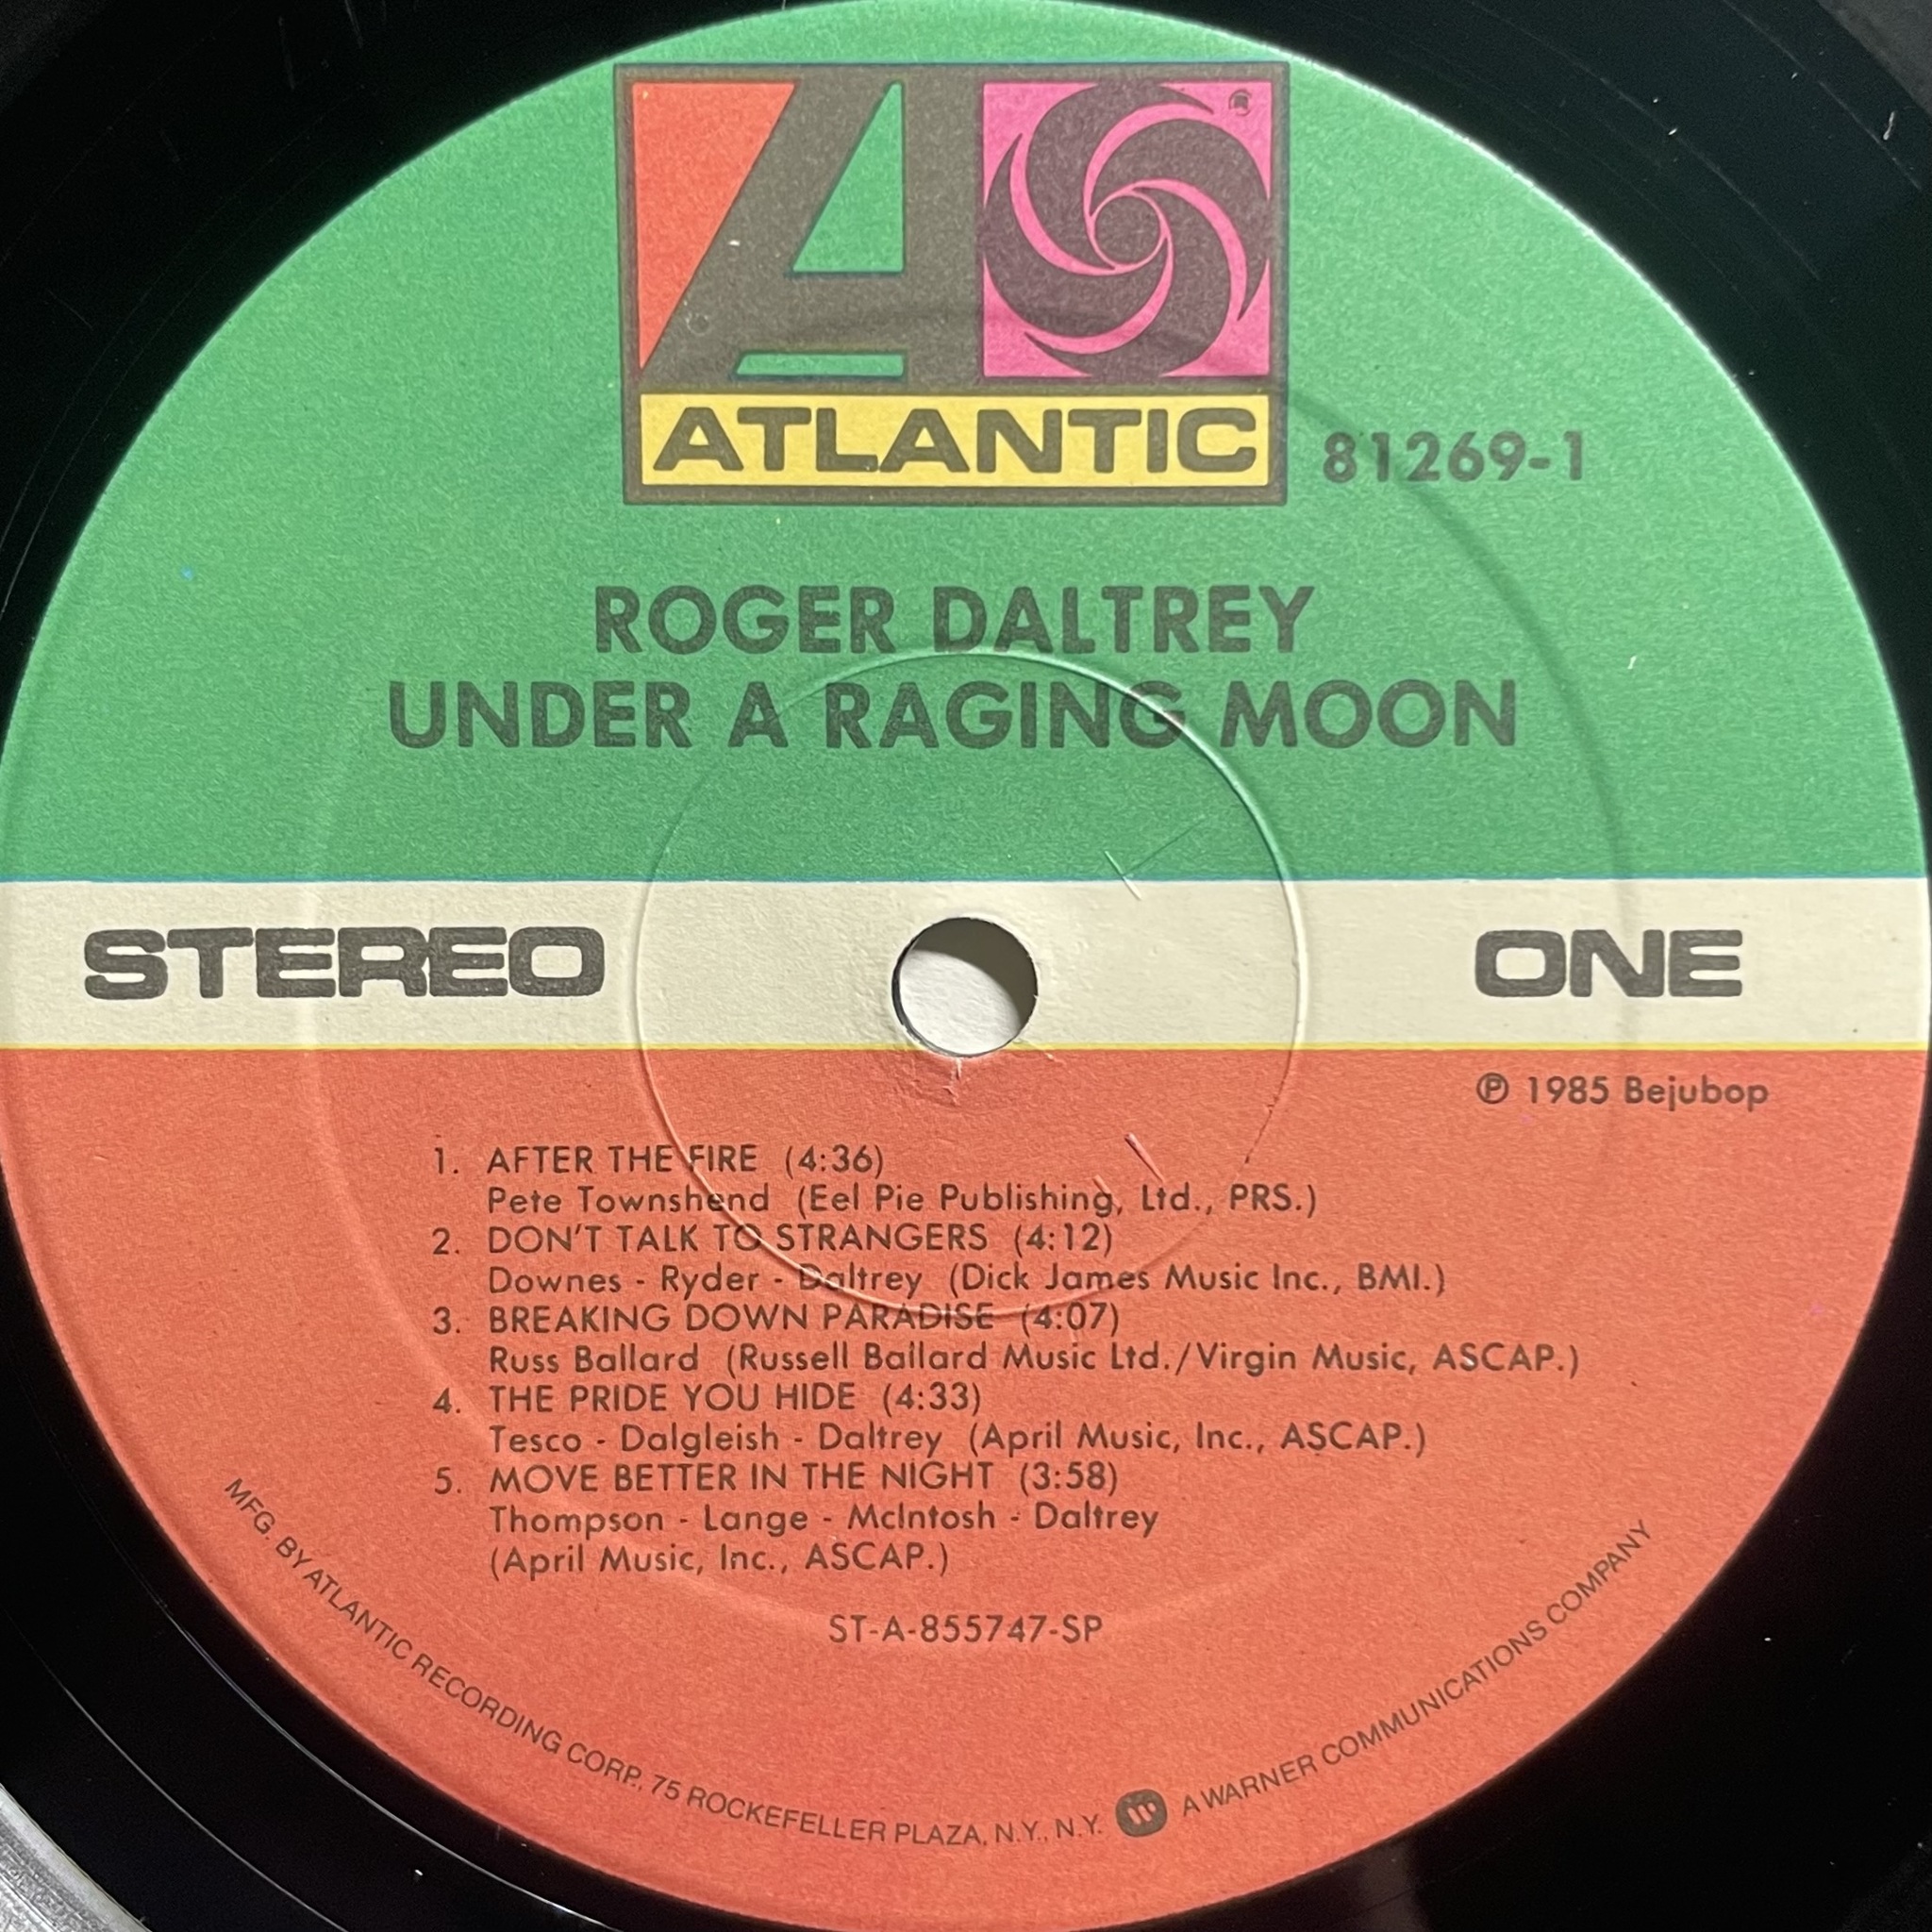 ATLANTIC
81269-1
ROGER DALTREY
UNDER A RAGING MOON
STEREO
ONE
℗ 1985 Bejubop
1. AFTER THE FIRE (4:36)
Pete Townshend (Eel Pie Publishing, Ltd., PRS.)
2. DON'T TALK TO STRANGERS (4:12)
Downes - Ryder - Daltrey (Dick James Music Inc., BMI.)
3. BREAKING DOWN PARADISE (4:07)
Russ Ballard (Russell Ballard Music Ltd./Virgin Music, ASCAP.)
4. THE PRIDE YOU HIDE (4:33)
Tesco - Dalgleish - Daltrey (April Music, Inc., ASCAP.)
5. MOVE BETTER IN THE NIGHT (3:58)
Thompson - Lange - McIntosh - Daltrey
(April Music, Inc., ASCAP.)
ST-A-855747-SP
MFG. BY ATLANTIC RECORDING CORP., 75 ROCKEFELLER PLAZA, N.Y., N.Y. A WARNER COMMUNICATIONS COMPANY